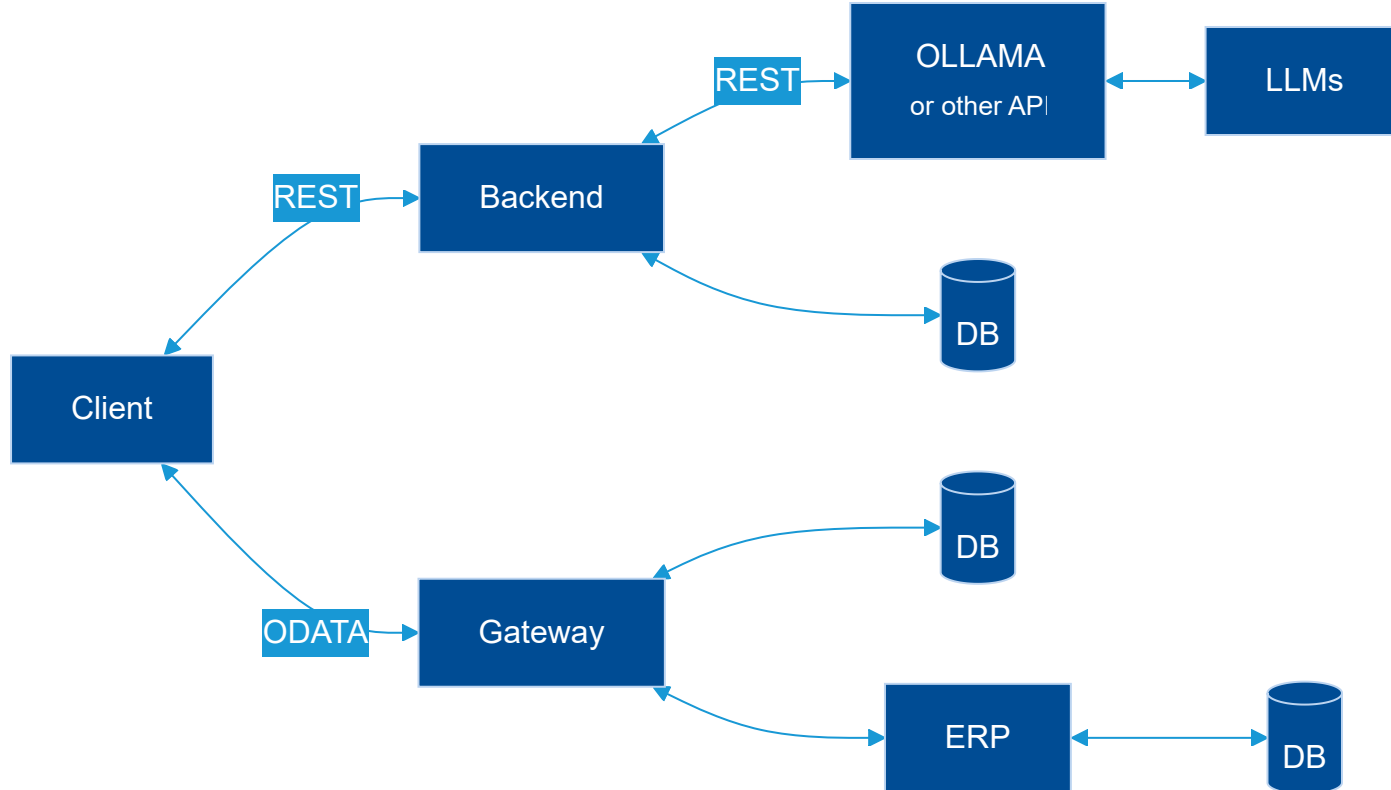 OLLAMA
or other API
REST
LLMs
REST
Backend
DB
Client
DB
ODATA
Gateway
ERP
DB